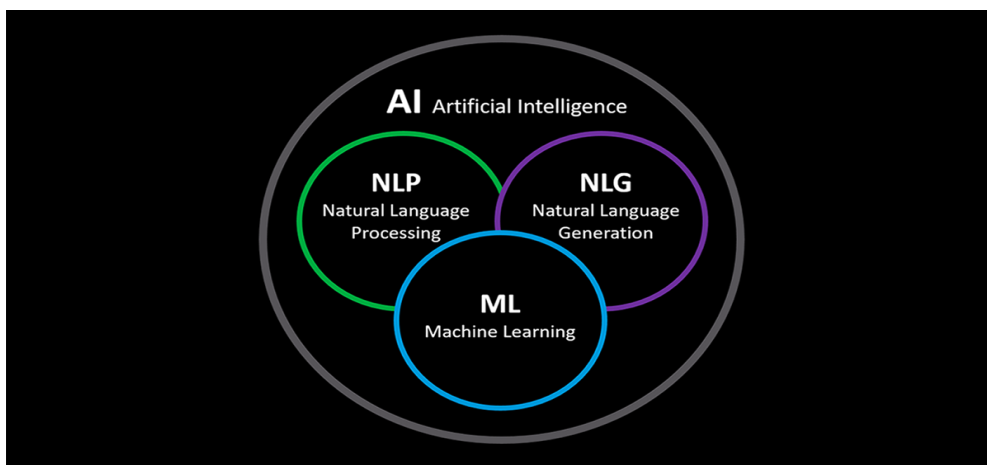 AI Artificial Intelligence
NLP
Natural Language
Processing
NLG
Natural Language
Generation
ML
Machine Learning